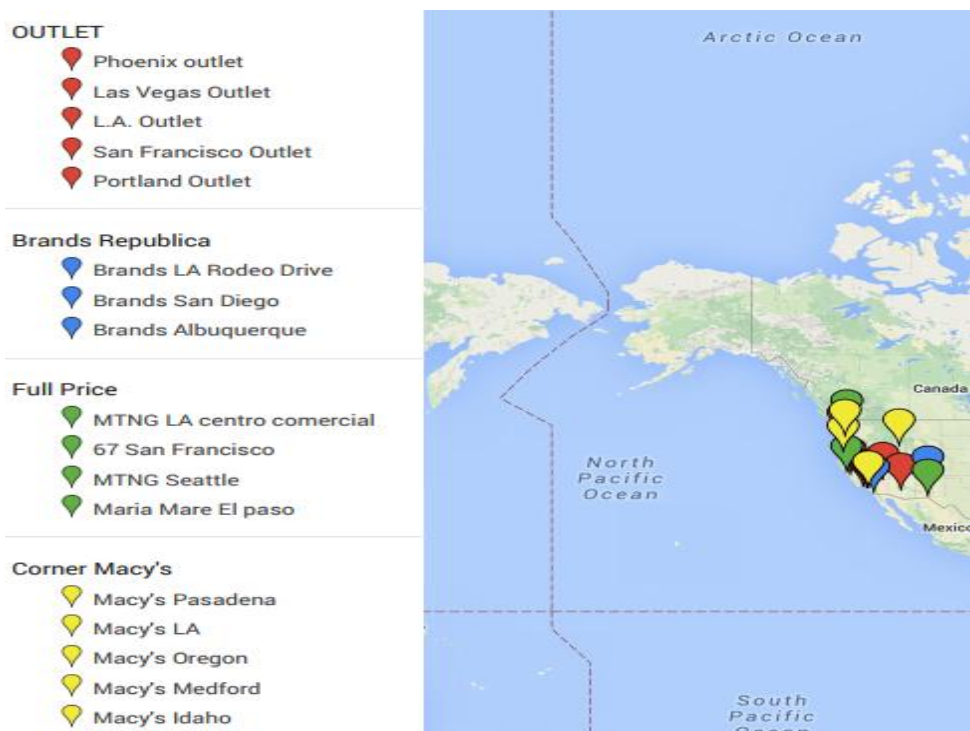 OUTLET
Phoenix outlet
Las Vegas Outlet
L.A. Outlet
San Francisco Outlet
Portland Outlet
Brands Republica
Brands LA Rodeo Drive
Brands San Diego
Brands Albuquerque
Full Price
MTNG LA centro comercial
67 San Francisco
MTNG Seattle
Maria Mare El paso
Corner Macy's
Macy's Pasadena
Macy's LA
Macy's Oregon
Macy's Medford
Macy's Idaho
Arctic Ocean
Canada
North
Pacific
Ocean
Mexico
South
Pacific
Ocean